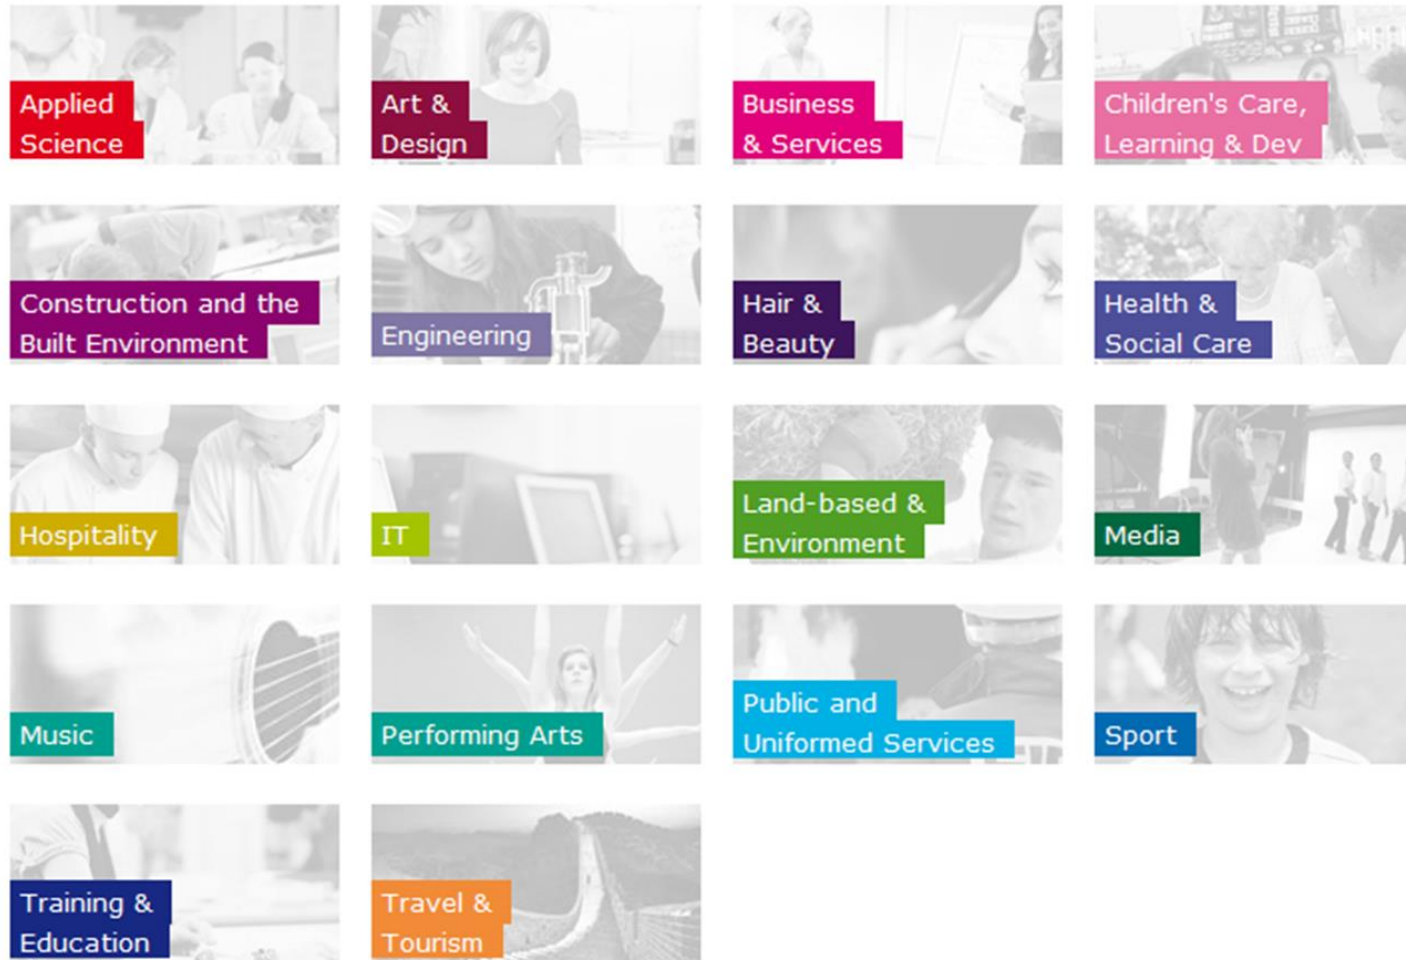 Applied
Science
Art &
Design
Business
& Services
Children's Care,
Learning & Dev
Construction and the
Built Environment
Engineering
Hair &
Beauty
Health &
Social Care
Hospitality
IT
Land-based &
Environment
Media
Music
Performing Arts
Public and
Uniformed Services
Sport
Training &
Education
Travel &
Tourism